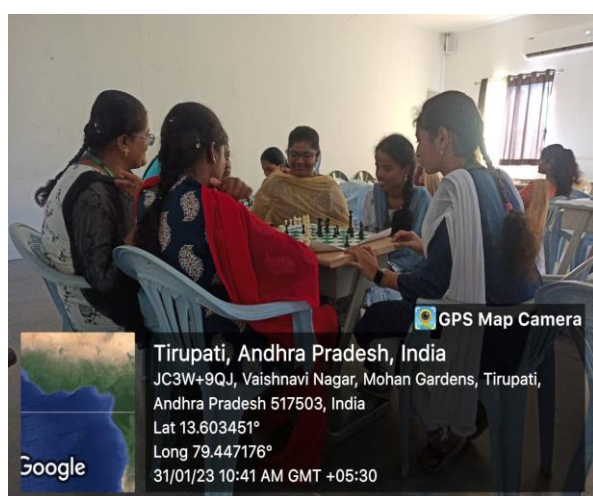 GPS Map Camera
Tirupati, Andhra Pradesh, India
JC3W+9QJ, Vaishnavi Nagar, Mohan Gardens, Tirupati,
Andhra Pradesh 517503, India
Lat 13.603451°
Long 79.447176°
31/01/23 10:41 AM GMT +05:30
Google